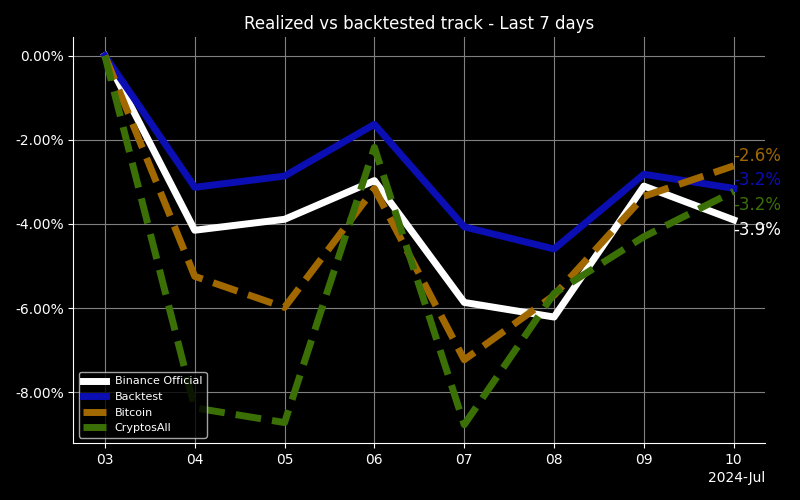 Realized vs backtested track - Last 7 days
0.00%
-2.00%
-4.00%
-6.00%
-8.00%
-2.6%
-3.2%
-3.2%
-3.9%
Binance Official
Backtest
Bitcoin
CryptosAll
03 04 05 06 07 08 09 10
2024-Jul